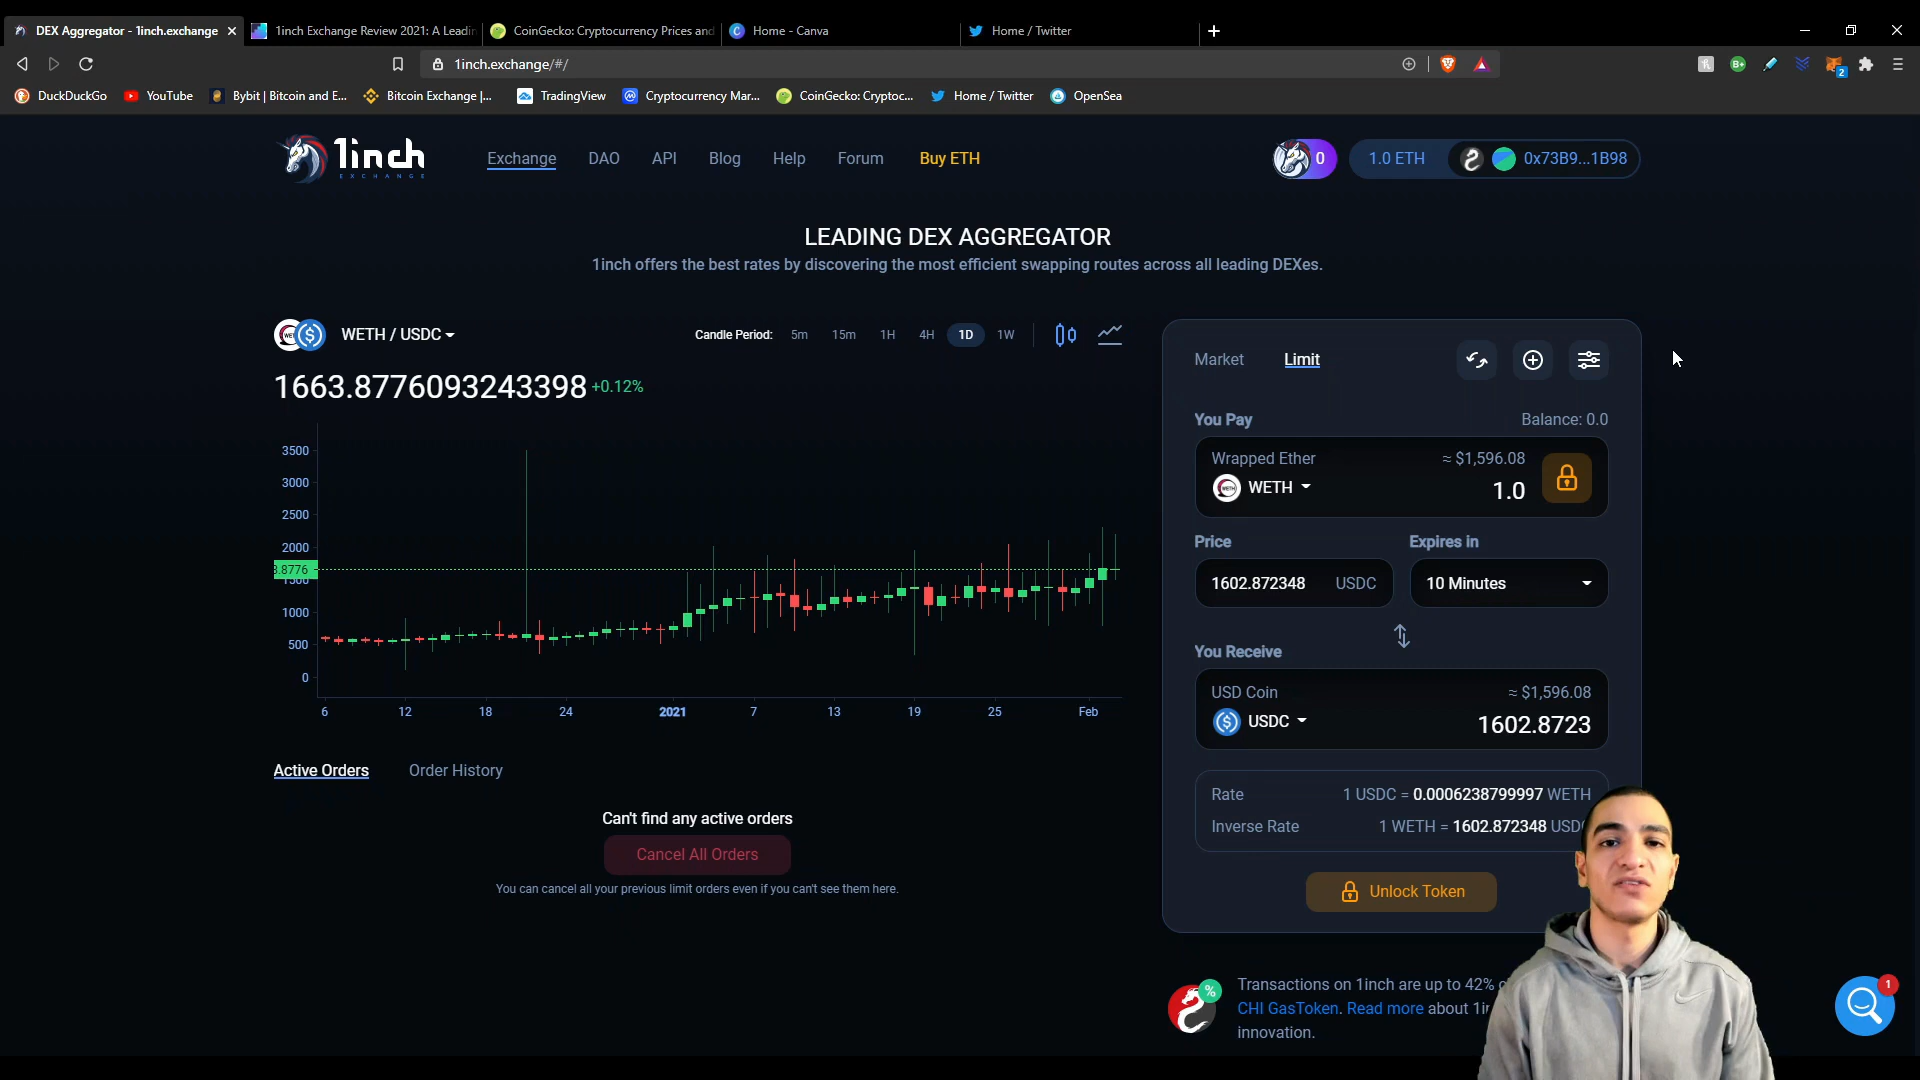 DEX Aggregator - 1inch.exchange
1inch Exchange Review 2021: A Leadin
CoinGecko: Cryptocurrency Prices and
Home - Canva
Home / Twitter
1inch.exchange/#/
2
DuckDuckGo
YouTube
Bybit | Bitcoin and E...
Bitcoin Exchange |...
TradingView
Cryptocurrency Mar...
CoinGecko: Cryptoc...
Home / Twitter
OpenSea
1inch
EXCHANGE
Exchange
DAO
API
Blog
Help
Forum
Buy ETH
0
1.0 ETH
0x73B9...1B98
LEADING DEX AGGREGATOR
1inch offers the best rates by discovering the most efficient swapping routes across all leading DEXes.
WETH / USDC
Candle Period:
5m
15m
1H
4H
1D
1W
1663.8776093243398
+0.12%
3500
3000
2500
2000
3.8776
1500
1000
500
0
6
12
18
24
2021
7
13
19
25
Feb
Active Orders
Order History
Can't find any active orders
Cancel All Orders
You can cancel all your previous limit orders even if you can't see them here.
Market
Limit
You Pay
Balance: 0.0
Wrapped Ether
≈ $1,596.08
WETH
1.0
Price
Expires in
1602.872348
USDC
10 Minutes
You Receive
USD Coin
≈ $1,596.08
USDC
1602.8723
Rate
1 USDC = 0.0006238799997 WETH
Inverse Rate
1 WETH = 1602.872348 USDC
Unlock Token
%
Transactions on 1inch are up to 42%
CHI GasToken. Read more about 1i
innovation.
1